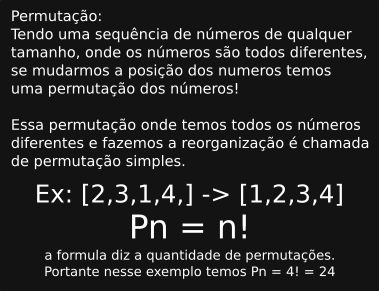 Permutação:
Tendo uma sequência de números de qualquer
tamanho, onde os números são todos diferentes,
se mudarmos a posição dos numeros temos
uma permutação dos números!
Essa permutação onde temos todos os números
diferentes e fazemos a reorganização é chamada
de permutação simples.
Ex: [2,3,1,4,] -> [1,2,3,4]
Pn = n!
a formula diz a quantidade de permutações.
Portante nesse exemplo temos Pn = 4! = 24